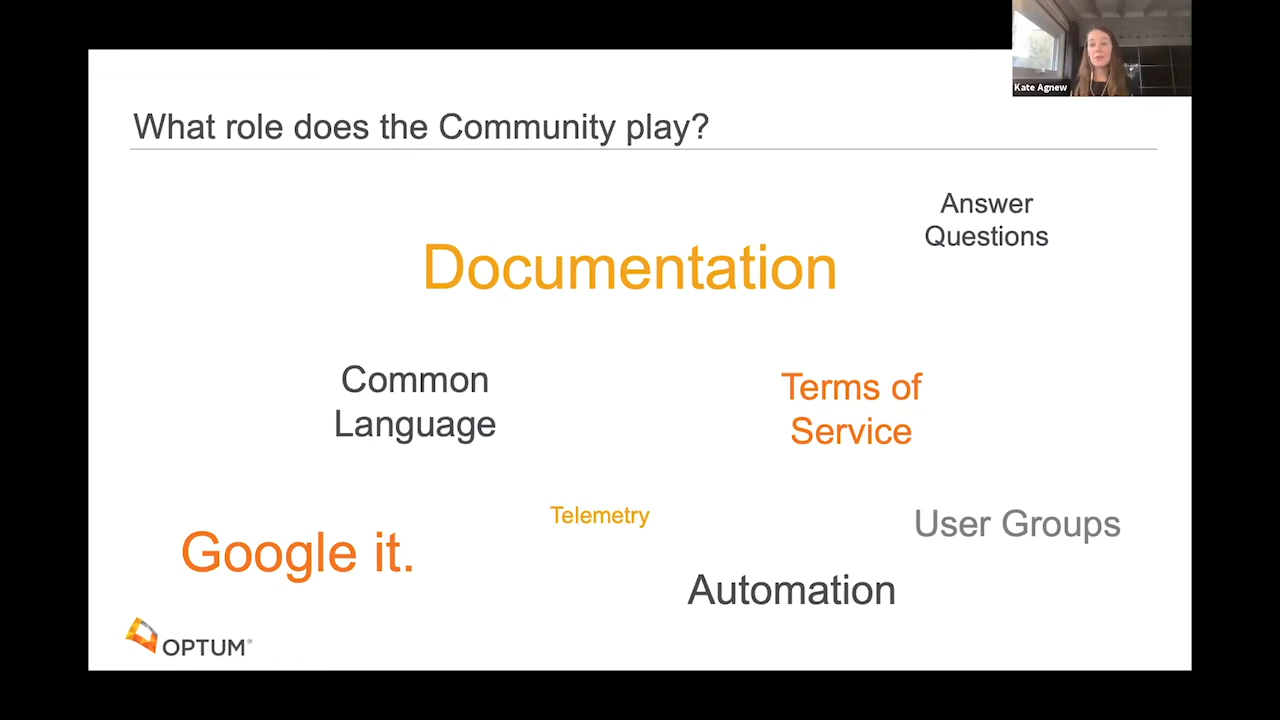 Kate Agnew
What role does the Community play?
Answer
Questions
Documentation
Common
Language
Terms of
Service
Telemetry
User Groups
Google it.
Automation
OPTUM®